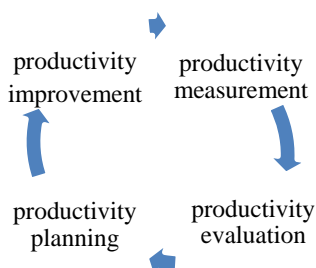 productivity
improvement
productivity
measurement
productivity
planning
productivity
evaluation